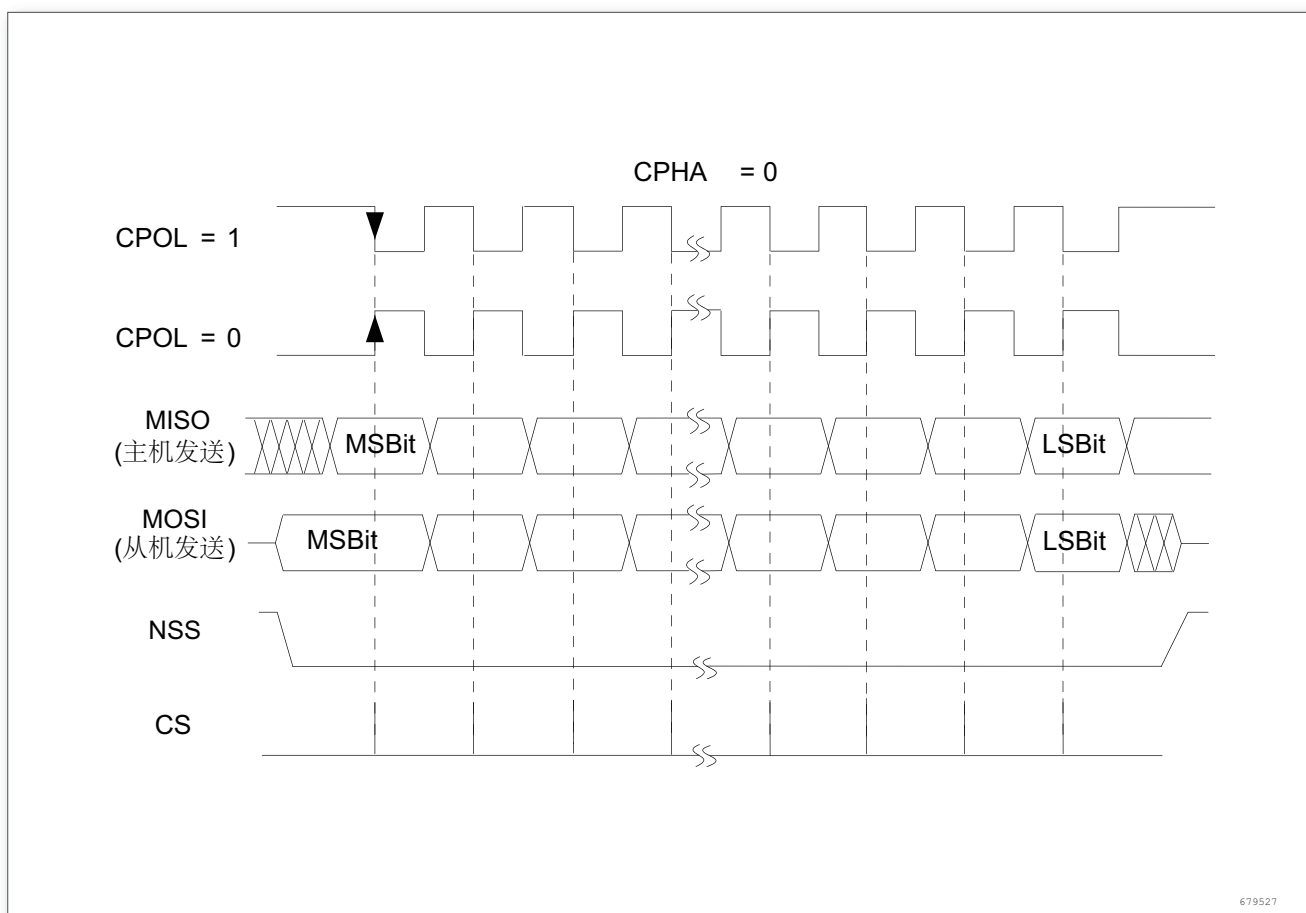 CPHA = 0
CPOL = 1
CPOL = 0
MISO
(主机发送)
MSBit
LSBit
MOSI
(从机发送)
MSBit
LSBit
NSS
CS
679527